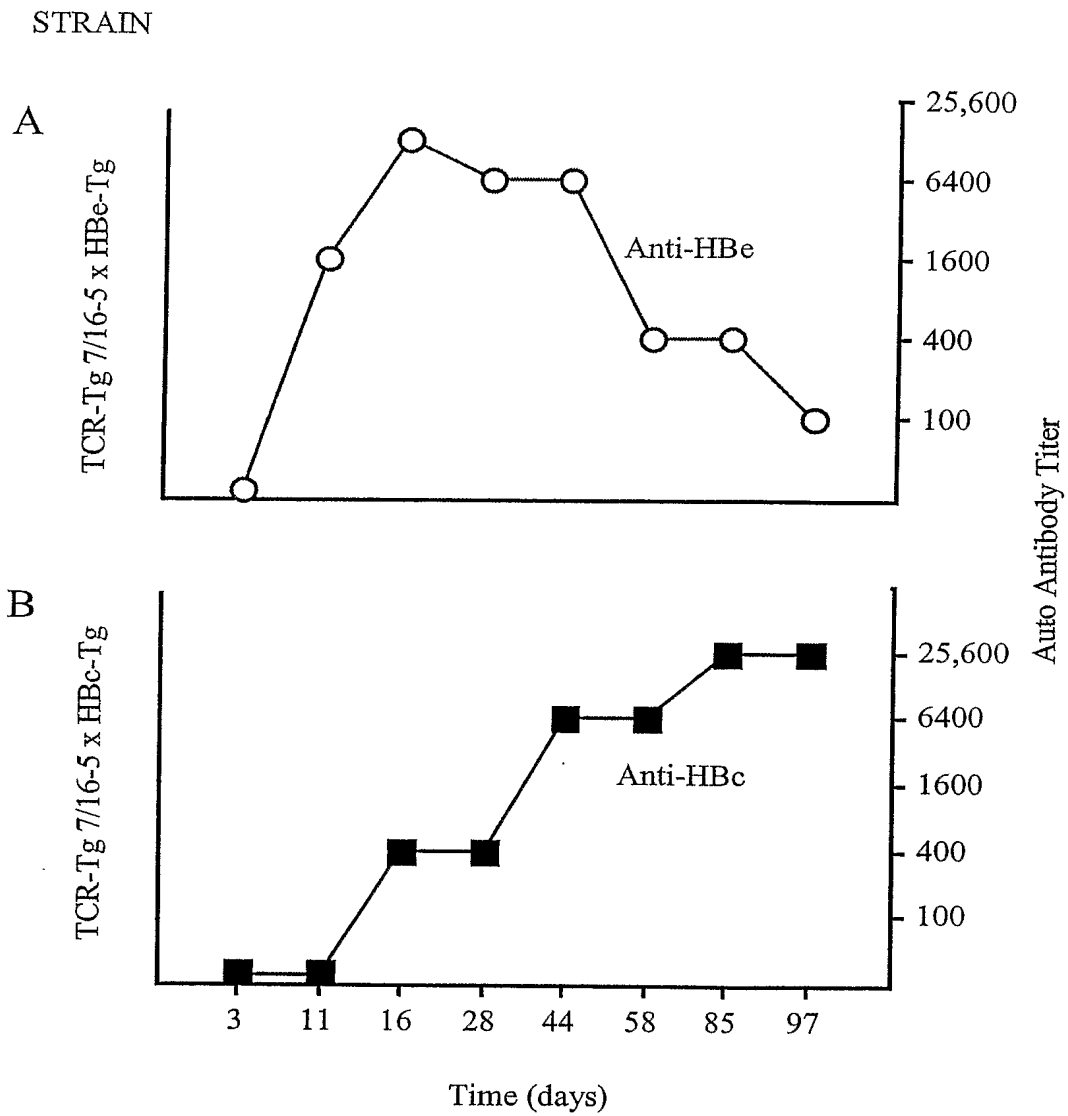 STRAIN
A
TCR-Tg 7/16-5 x HBe-Tg
Anti-HBe
25,600
6400
1600
400
100
Auto Antibody Titer
B
TCR-Tg 7/16-5 x HBc-Tg
Anti-HBc
25,600
6400
1600
400
100
3 11 16 28 44 58 85 97
Time (days)